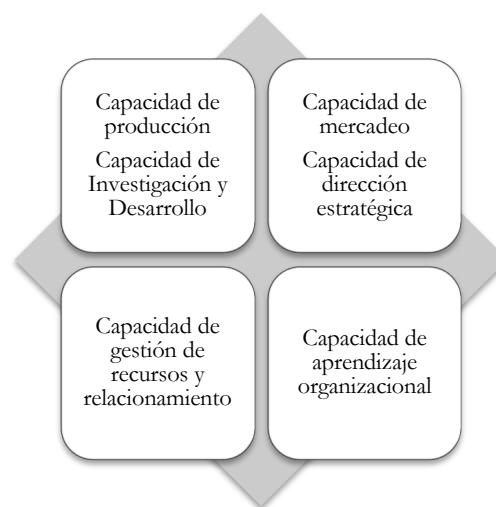 Capacidad de
producción
Capacidad de
Investigación y
Desarrollo
Capacidad de
mercadeo
Capacidad de
dirección
estratégica
Capacidad de
gestión de
recursos y
relacionamiento
Capacidad de
aprendizaje
organizacional